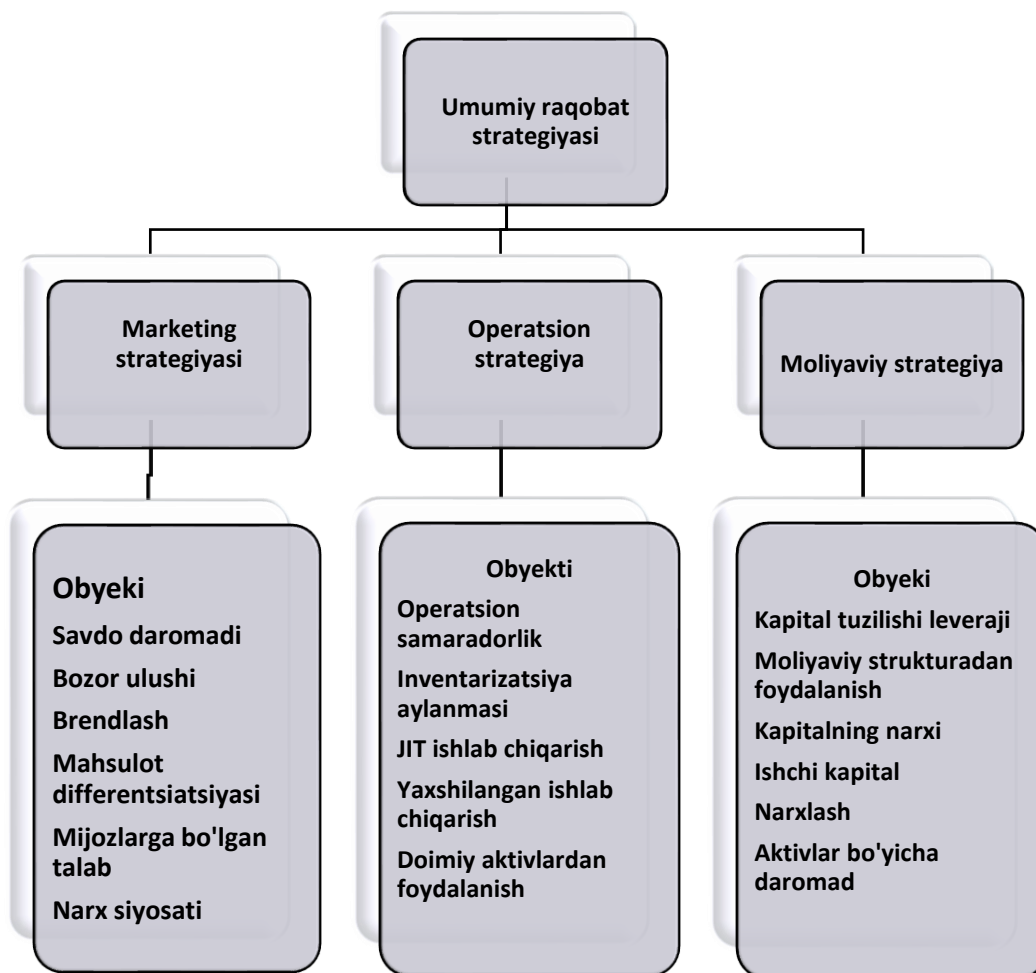 Umumiy raqobat
strategiyasi
Marketing
strategiyasi
Operatsion
strategiya
Moliyaviy strategiya
Obyeki
Savdo daromadi
Bozor ulushi
Brendlash
Mahsulot
differentsiatsiyasi
Mijozlarga bo'lgan
talab
Narx siyosati
Obyekti
Operatsion
samaradorlik
Inventarizatsiya
aylanmasi
JIT ishlab chiqarish
Yaxshilangan ishlab
chiqarish
Doimiy aktivlardan
foydalanish
Obyeki
Kapital tuzilishi leveraji
Moliyaviy strukturadan
foydalanish
Kapitalning narxi
Ishchi kapital
Narxlash
Aktivlar bo'yicha
daromad